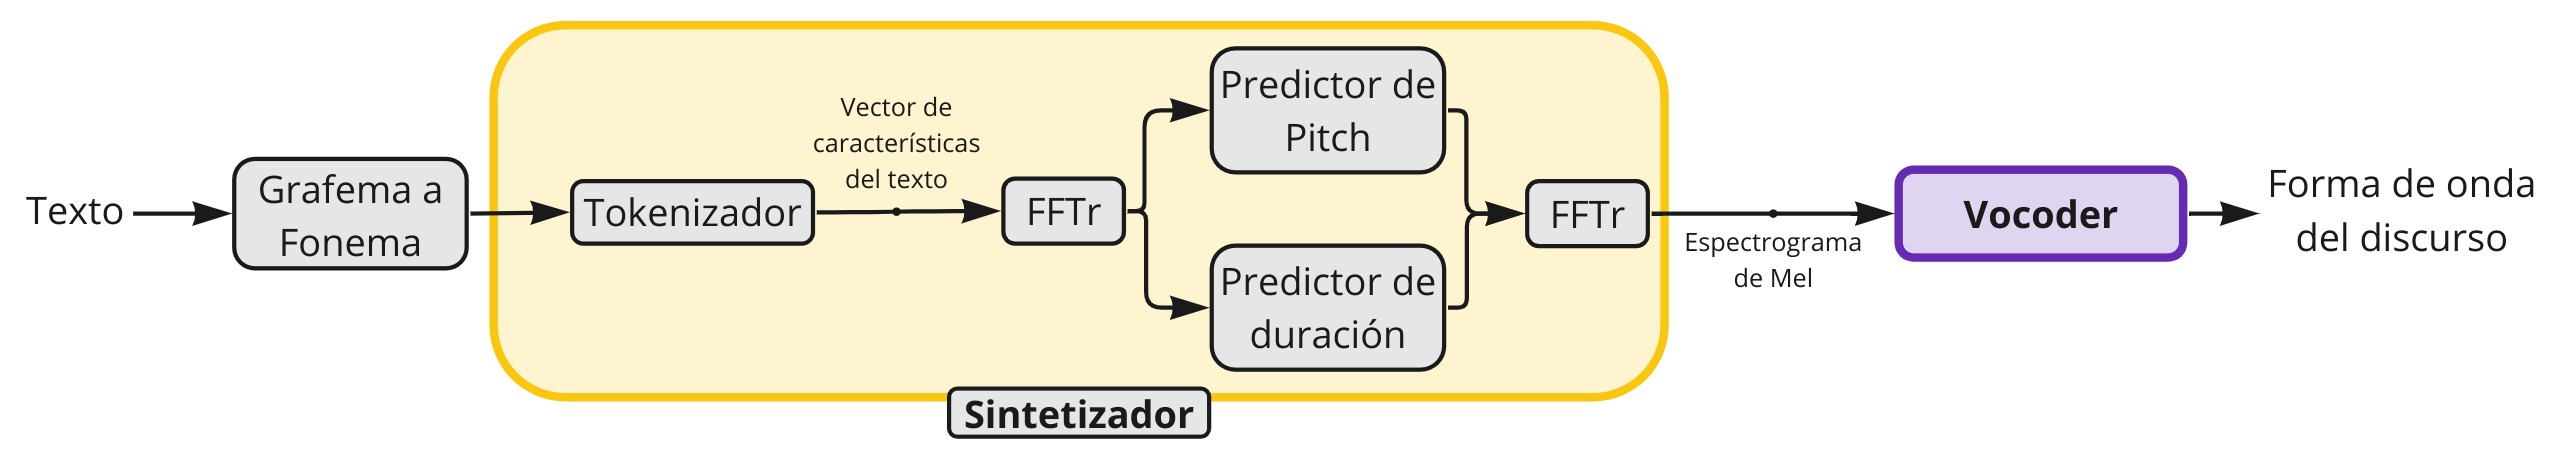 Texto
Grafema a
Fonema
Tokenizador
Vector de
características
del texto
FFTr
Predictor de
Pitch
Predictor de
duración
FFTr
Sintetizador
Espectrograma
de Mel
Vocoder
Forma de onda
del discurso